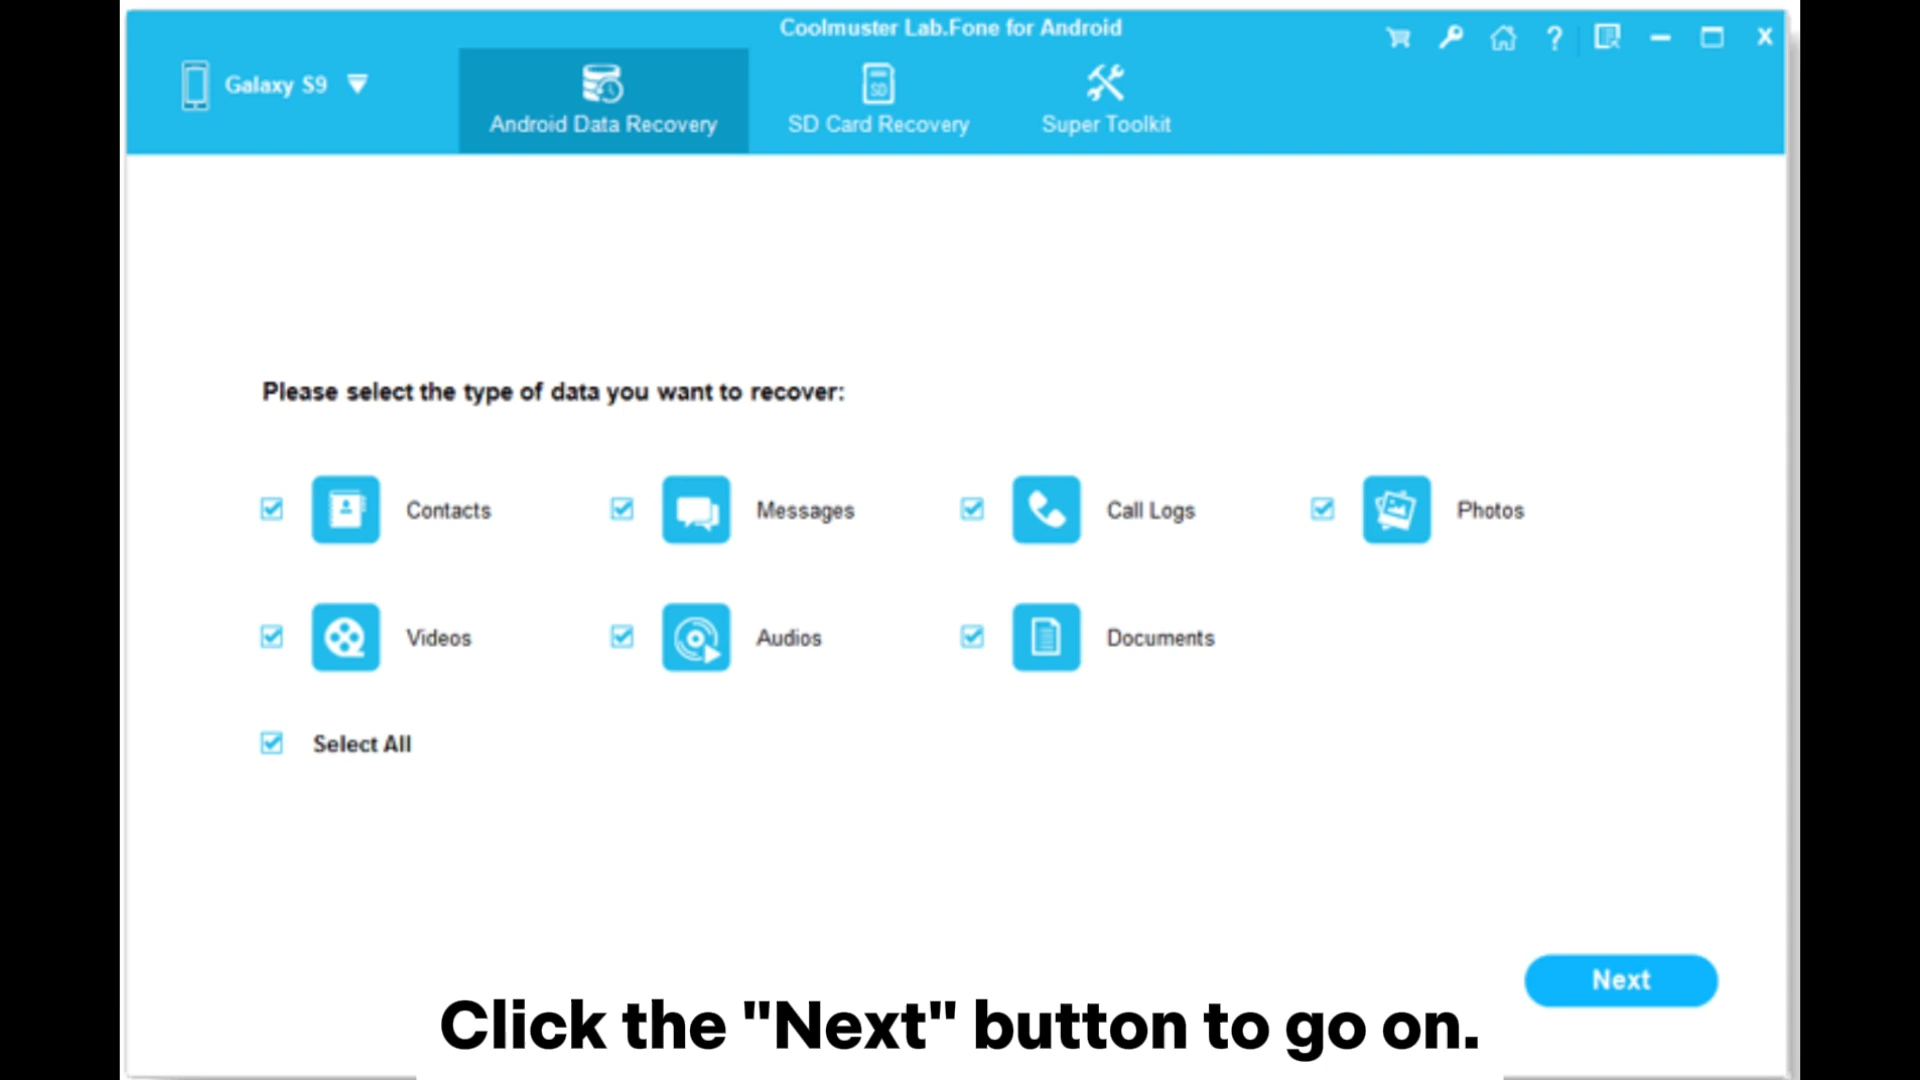 Coolmuster Lab.Fone for Android
Galaxy S9
Android Data Recovery
SD
SD Card Recovery
Super Toolkit
?
X
Please select the type of data you want to recover:
Contacts
Messages
Call Logs
Photos
Videos
Audios
Documents
Select All
Next
Click the "Next" button to go on.